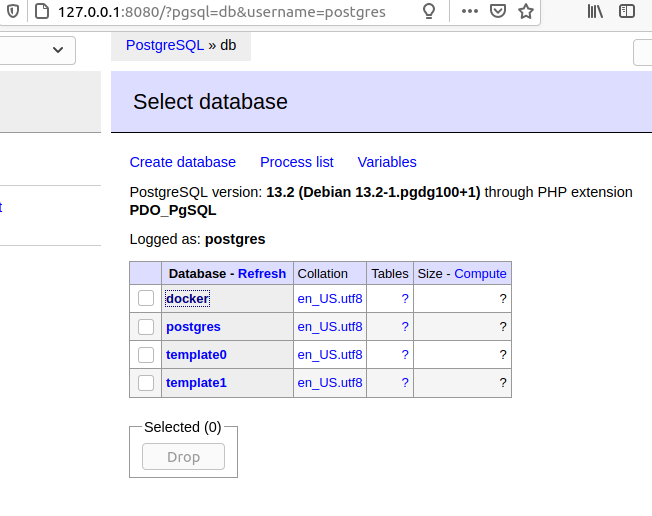 127.0.0.1:8080/?pgsql=db&username=postgres
PostgreSQL » db
Select database
t
Create database Process list Variables
PostgreSQL version: 13.2 (Debian 13.2-1.pgdg100+1) through PHP extension
PDO_PgSQL
Logged as: postgres
Database - Refresh Collation Tables Size - Compute
docker en_US.utf8 ? ?
postgres en_US.utf8 ? ?
template0 en_US.utf8 ? ?
template1 en_US.utf8 ? ?
Selected (0)
Drop